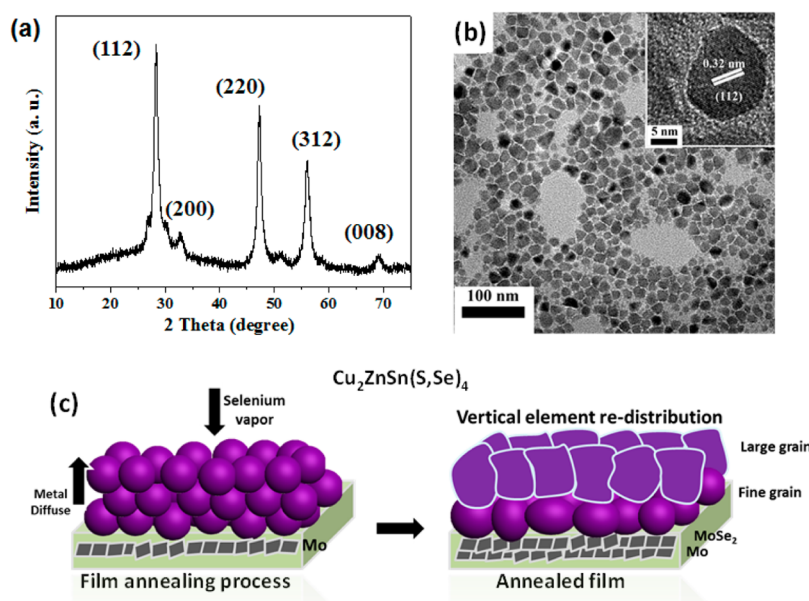 (a)
(112)
(220)
(312)
(200)
(008)
Intensity (a. u.)
10 20 30 40 50 60 70
2 Theta (degree)
(b)
0.32 nm
(112)
5 nm
100 nm
Cu₂ZnSn(S,Se)₄
(c)
Selenium
vapor
Metal
Diffuse
Mo
Film annealing process
Vertical element re-distribution
Large grain
Fine grain
MoSe₂
Mo
Annealed film